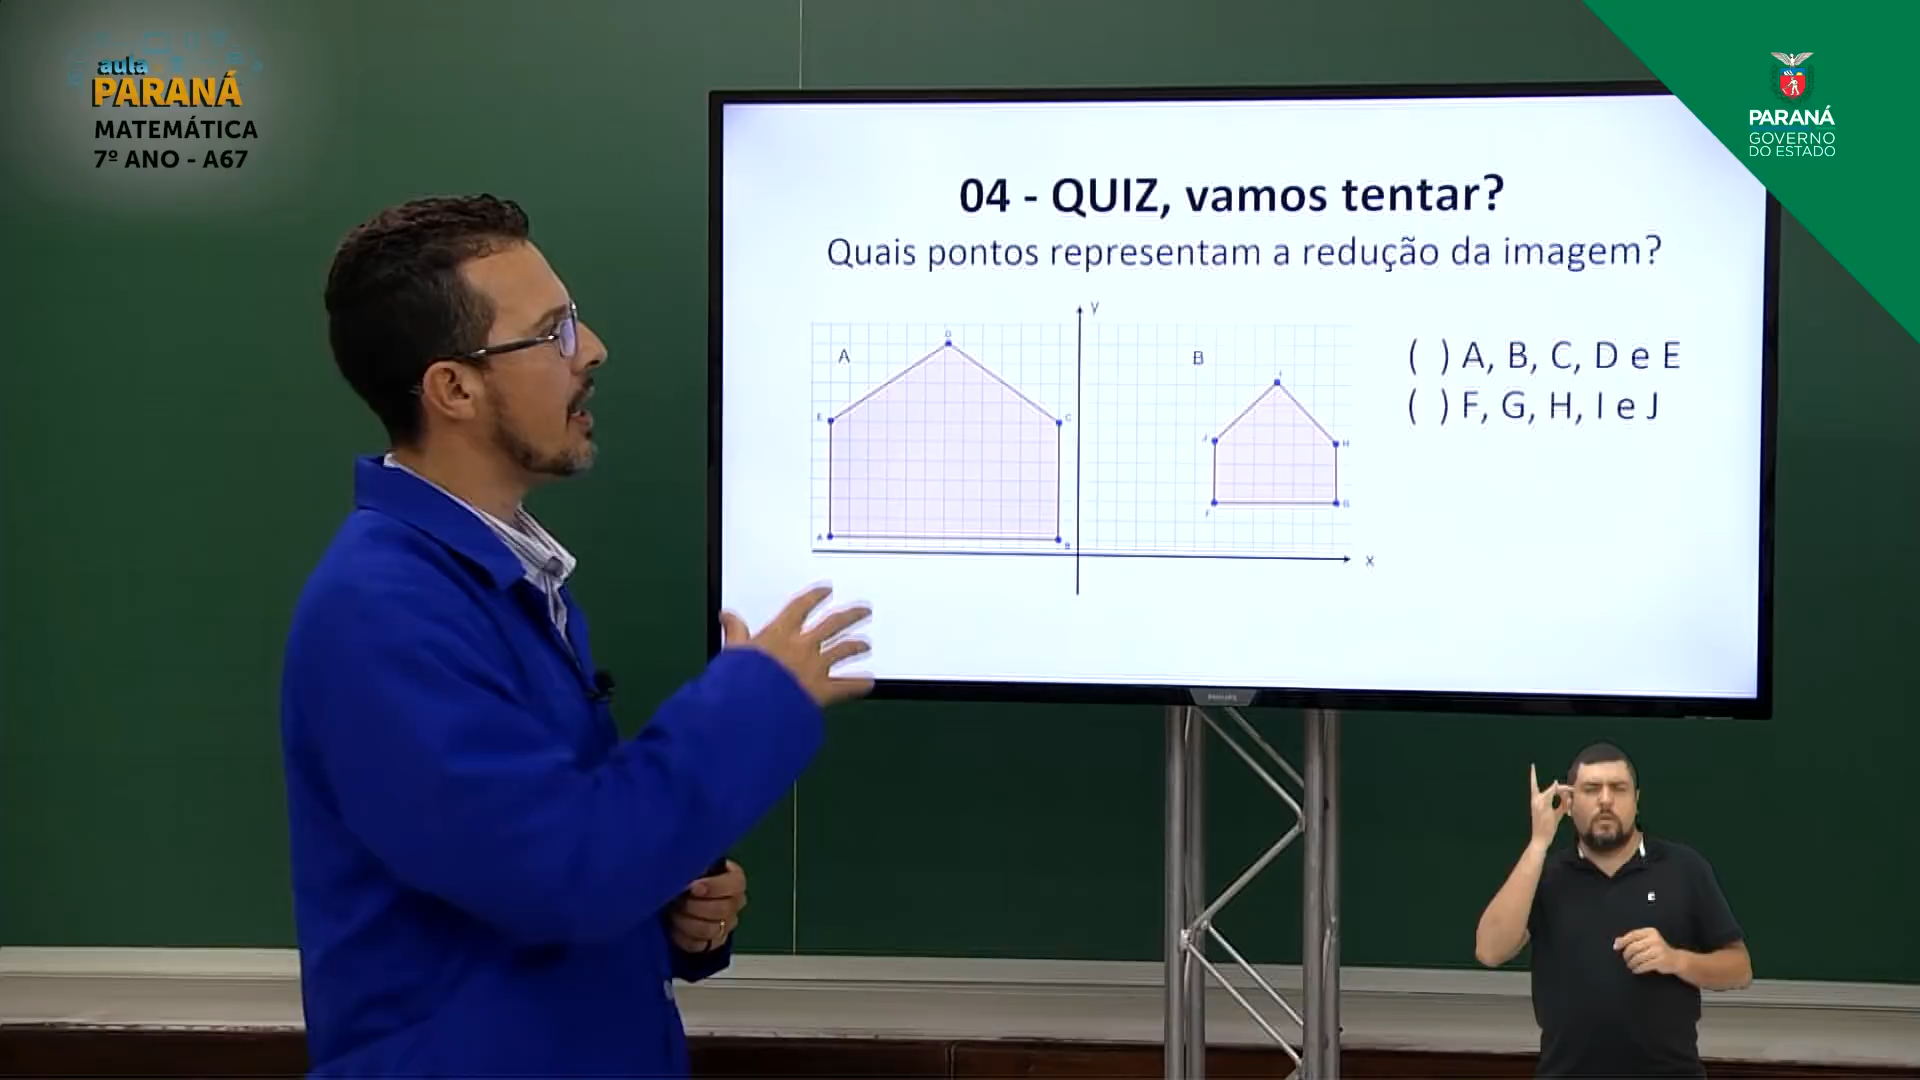 aula
PARANÁ
MATEMÁTICA
7º ANO - A67
PARANÁ
GOVERNO
DO ESTADO
04 - QUIZ, vamos tentar?
Quais pontos representam a redução da imagem?
y
A
D
E
C
A
B
B
I
J
H
F
G
x
( ) A, B, C, D e E
( ) F, G, H, I e J
PHILIPS